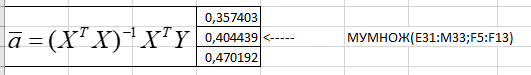 a̅ = (XᵀX)⁻¹XᵀY
0,357403
0,404439 <----- МУМНОЖ(E31:M33;F5:F13)
0,470192